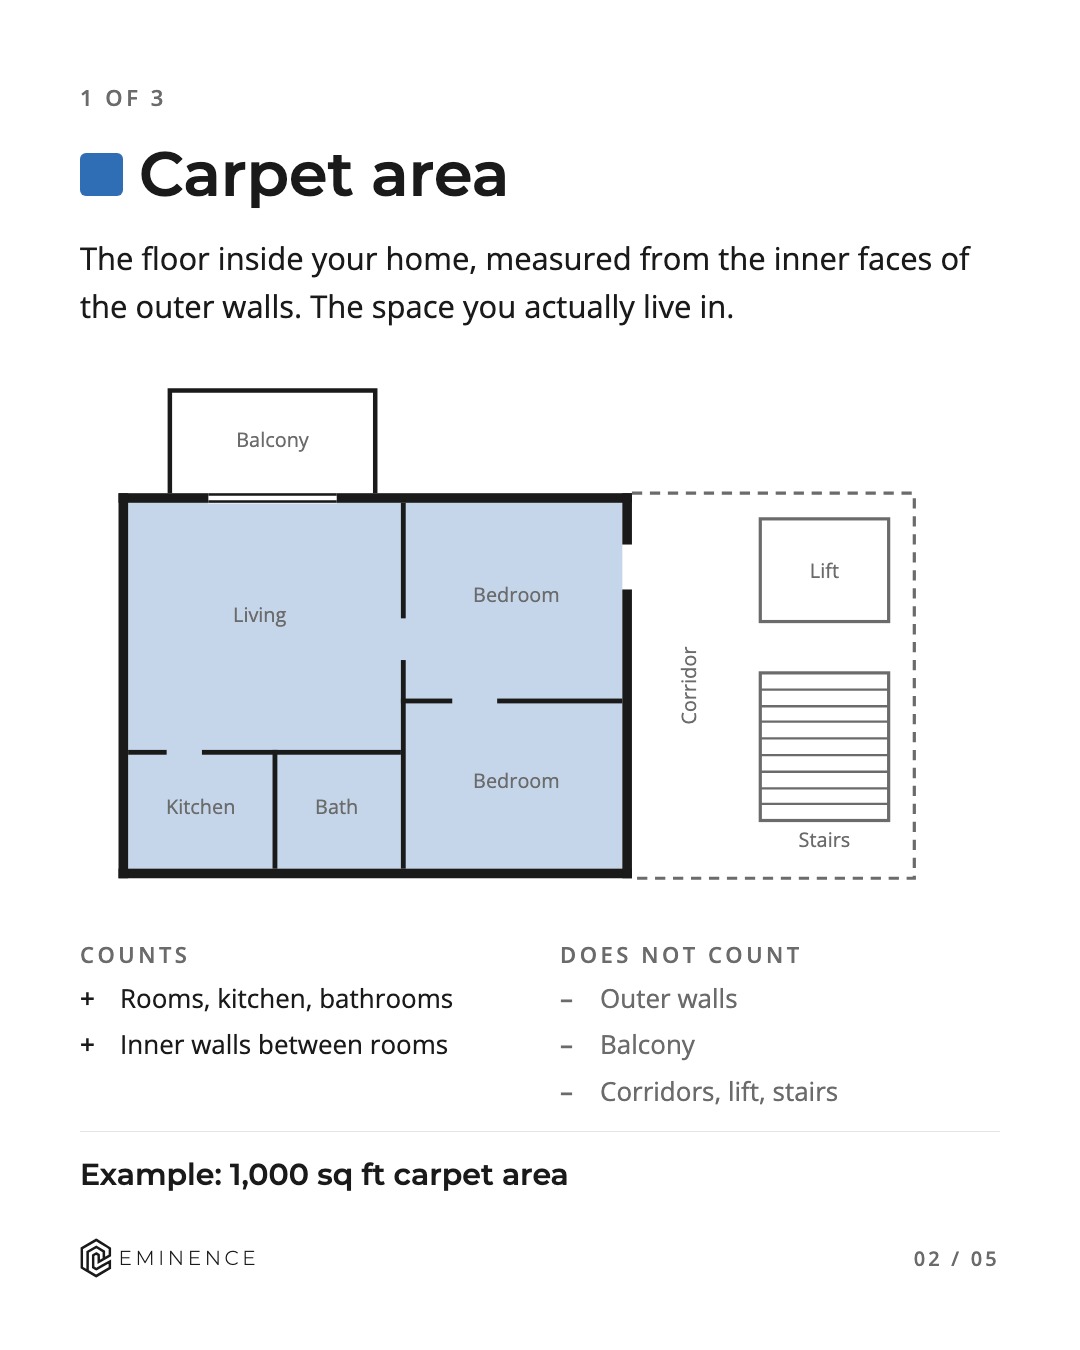 1 OF 3
Carpet area
The floor inside your home, measured from the inner faces of
the outer walls. The space you actually live in.
Balcony
Living
Bedroom
Lift
Corridor
Kitchen
Bath
Bedroom
Stairs
COUNTS
+ Rooms, kitchen, bathrooms
+ Inner walls between rooms
DOES NOT COUNT
– Outer walls
– Balcony
– Corridors, lift, stairs
Example: 1,000 sq ft carpet area
EMINENCE
02 / 05